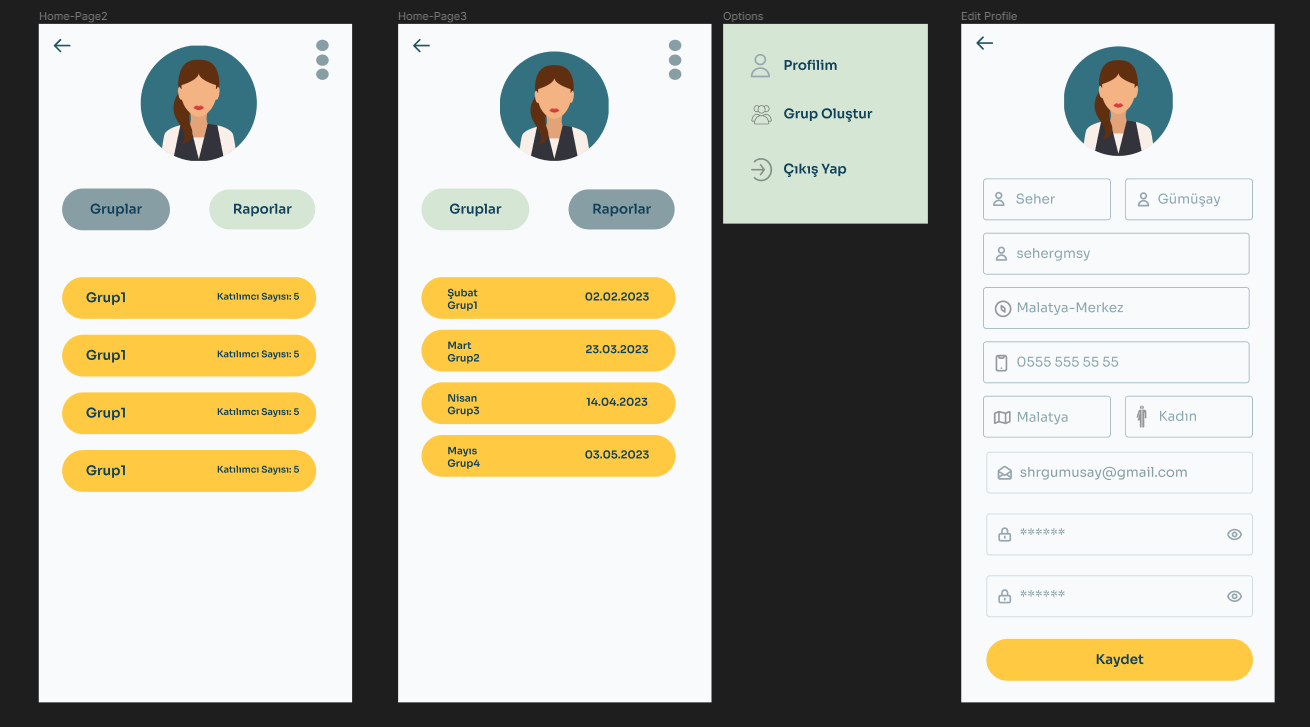 Home-Page2
Gruplar
Raporlar
Grup1
Katılımcı Sayısı: 5
Grup1
Katılımcı Sayısı: 5
Grup1
Katılımcı Sayısı: 5
Grup1
Katılımcı Sayısı: 5
Home-Page3
Gruplar
Raporlar
Şubat
Grup1
02.02.2023
Mart
Grup2
23.03.2023
Nisan
Grup3
14.04.2023
Mayıs
Grup4
03.05.2023
Options
Profilim
Grup Oluştur
Çıkış Yap
Edit Profile
Seher
Gümüşay
sehergmsy
Malatya-Merkez
0555 555 55 55
Malatya
Kadın
shrgumusay@gmail.com
******
******
Kaydet